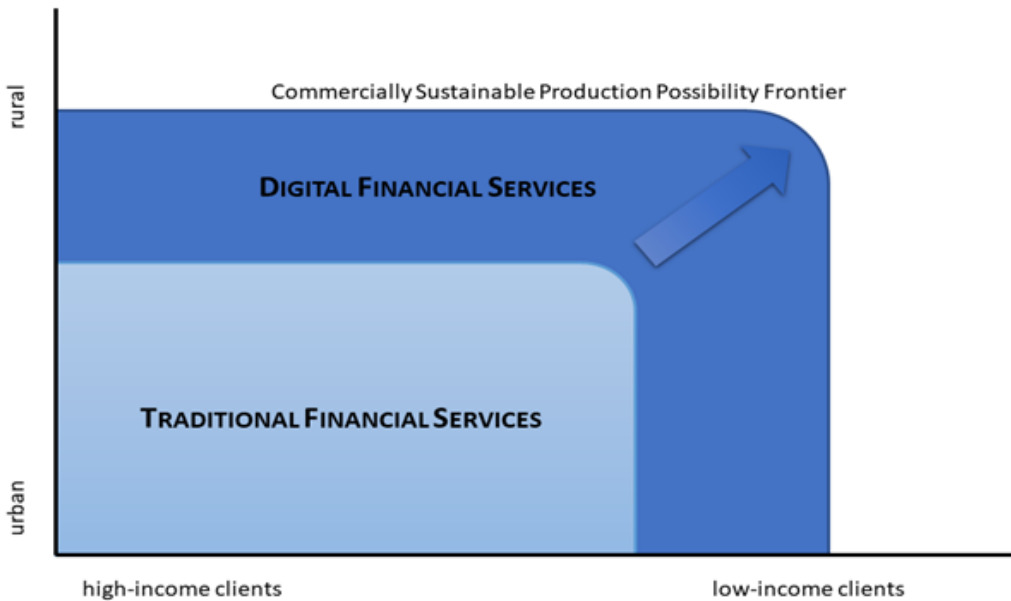 rural
Commercially Sustainable Production Possibility Frontier
DIGITAL FINANCIAL SERVICES
TRADITIONAL FINANCIAL SERVICES
urban
high-income clients
low-income clients